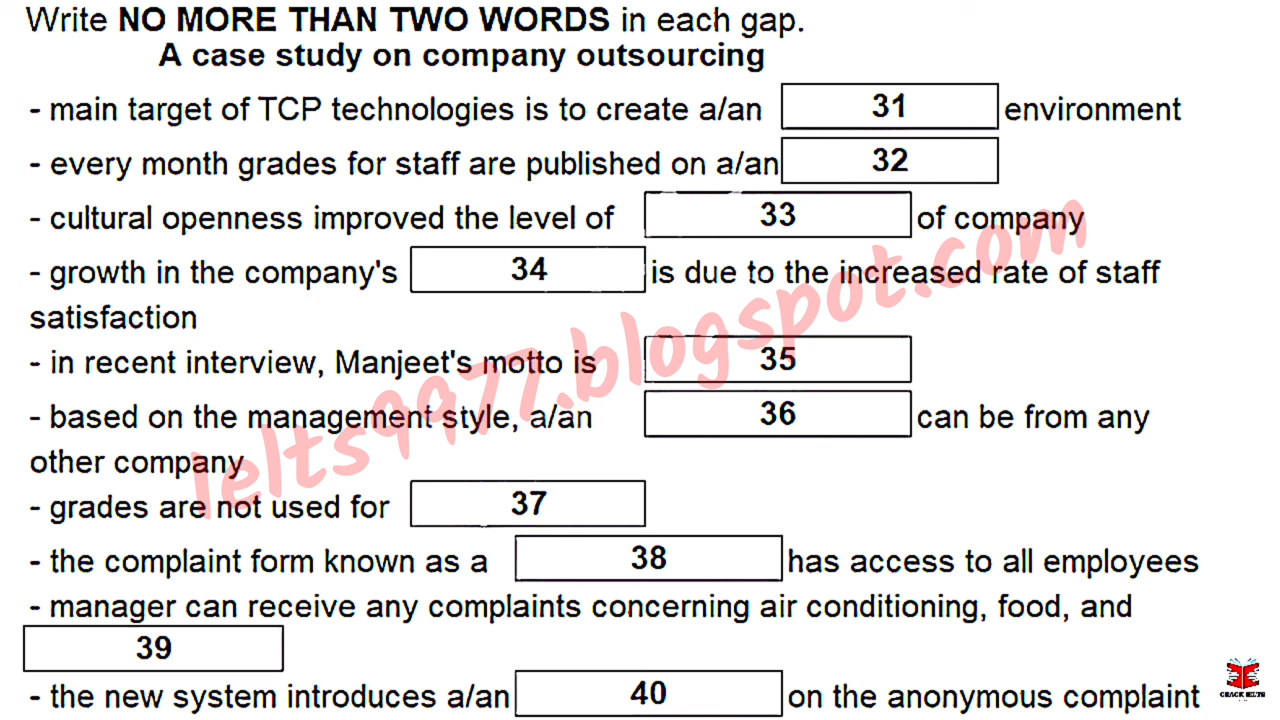 Write NO MORE THAN TWO WORDS in each gap.
A case study on company outsourcing
- main target of TCP technologies is to create a/an 31 environment
- every month grades for staff are published on a/an 32
- cultural openness improved the level of 33 of company
- growth in the company's 34 is due to the increased rate of staff
satisfaction
- in recent interview, Manjeet's motto is 35
- based on the management style, a/an 36 can be from any
other company
- grades are not used for 37
- the complaint form known as a 38 has access to all employees
- manager can receive any complaints concerning air conditioning, food, and
39
- the new system introduces a/an 40 on the anonymous complaint
Ielts9977.blogspot.com
CRACK IELTS